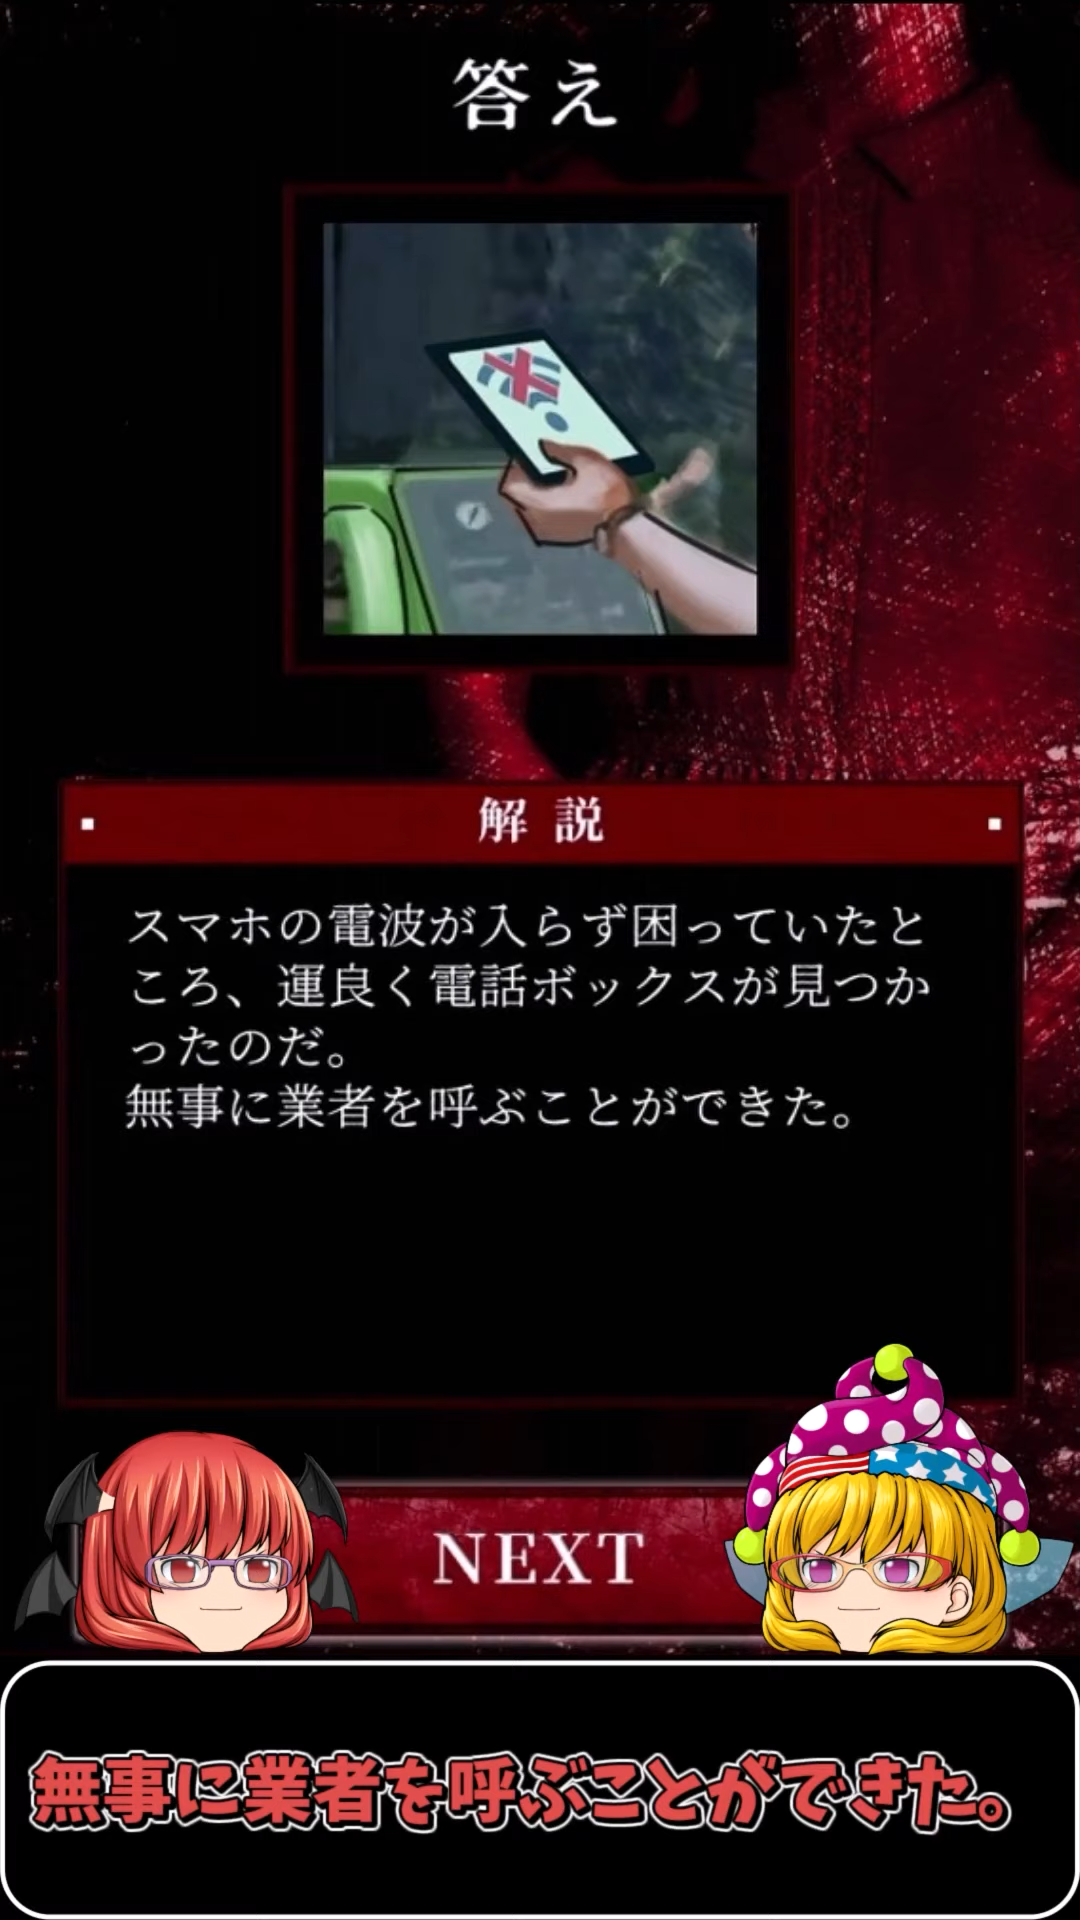 答え
解説
スマホの電波が入らず困っていたと
ころ、運良く電話ボックスが見つか
ったのだ。
無事に業者を呼ぶことができた。
NEXT
無事に業者を呼ぶことができた。